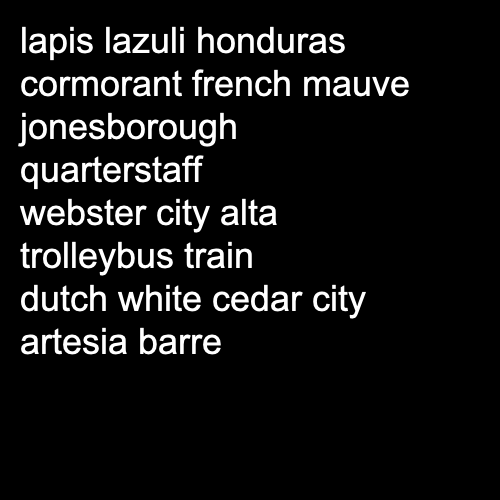 lapis lazuli honduras
cormorant french mauve
jonesborough
quarterstaff
webster city alta
trolleybus train
dutch white cedar city
artesia barre